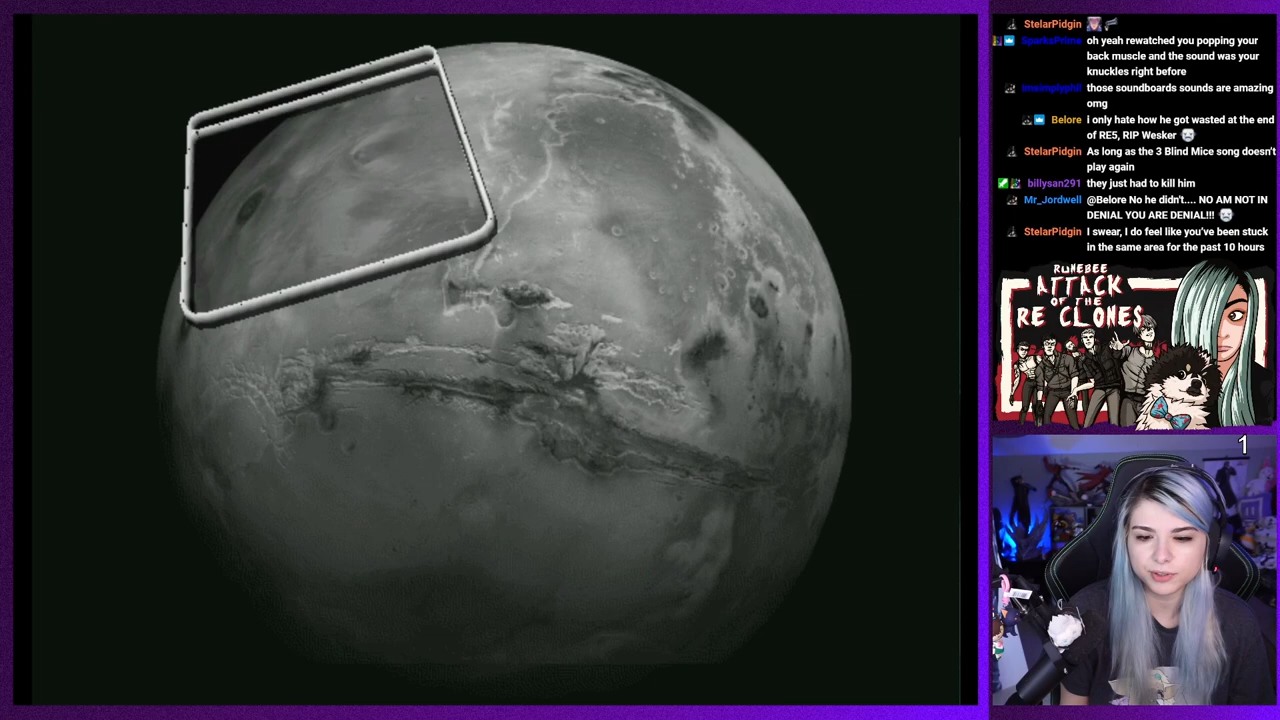 StelarPidgin
SparksPrime oh yeah rewatched you popping your
back muscle and the sound was your
knuckles right before
imsimplyphil those soundboards sounds are amazing
omg
Belore i only hate how he got wasted at the end
of RE5, RIP Wesker
StelarPidgin As long as the 3 Blind Mice song doesn't
play again
billysan291 they just had to kill him
Mr_Jordwell @Belore No he didn't.... NO AM NOT IN
DENIAL YOU ARE DENIAL!!!
StelarPidgin I swear, I do feel like you've been stuck
in the same area for the past 10 hours
RUNEBEE
ATTACK
OF THE
RE CLONES
1